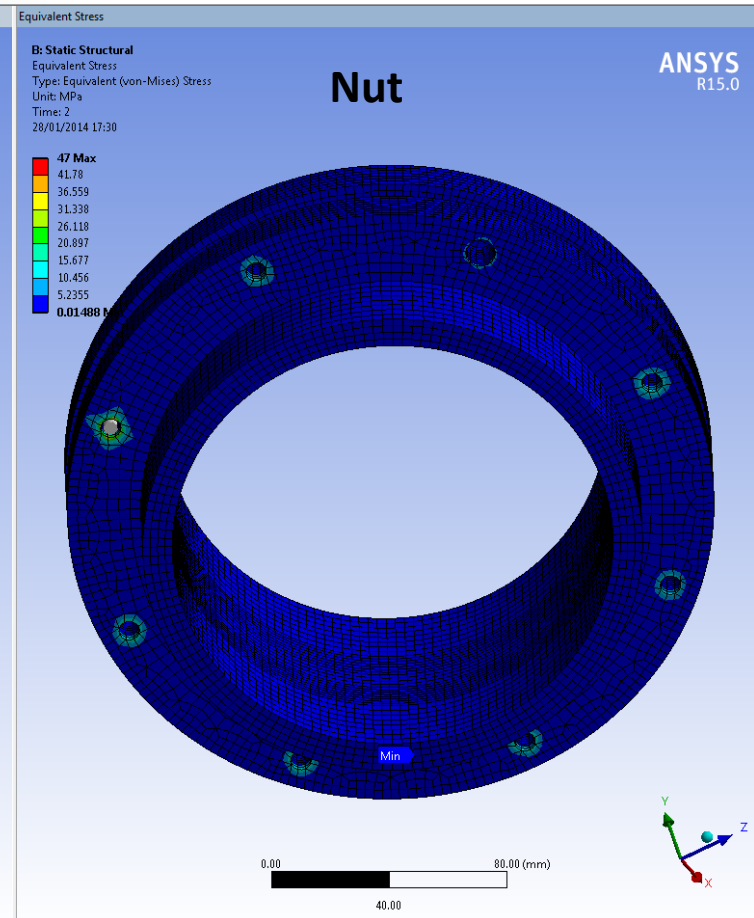 Equivalent Stress
B: Static Structural
Equivalent Stress
Type: Equivalent (von-Mises) Stress
Unit: MPa
Time: 2
28/01/2014 17:30
Nut
ANSYS
R15.0
47 Max
41.78
36.559
31.338
26.118
20.897
15.677
10.456
5.2355
0.01488 M
Min
Y
Z
X
0.00
80.00 (mm)
40.00